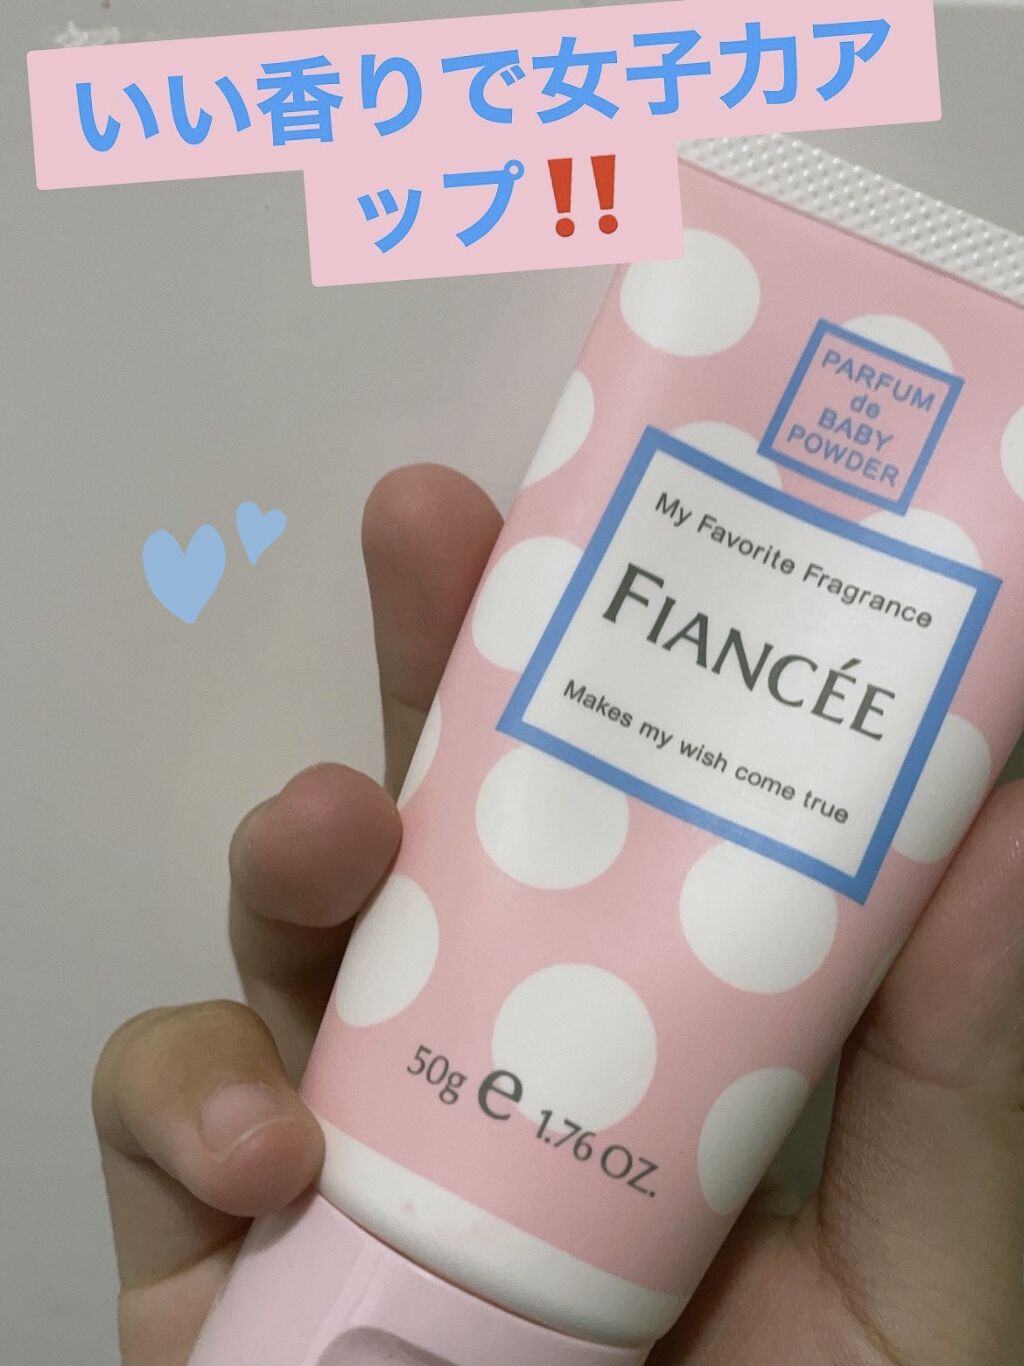 いい香りで女子力ア
ップ‼️
PARFUM
de
BABY
POWDER
My Favorite Fragrance
FIANCÉE
Makes my wish come true
50g e 1.76 OZ.